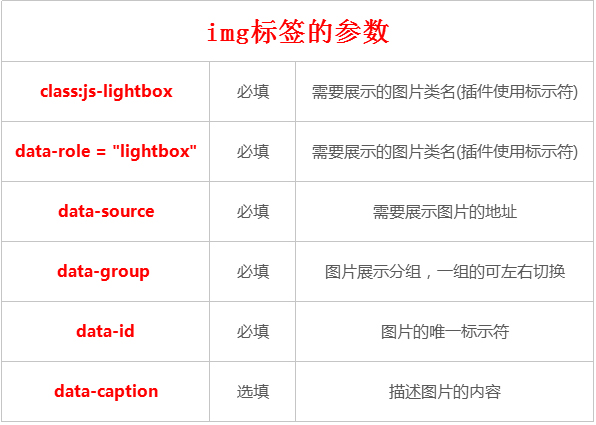 img标签的参数
class:js-lightbox 必填 需要展示的图片类名(插件使用标示符)
data-role = "lightbox" 必填 需要展示的图片类名(插件使用标示符)
data-source 必填 需要展示图片的地址
data-group 必填 图片展示分组，一组的可左右切换
data-id 必填 图片的唯一标示符
data-caption 选填 描述图片的内容